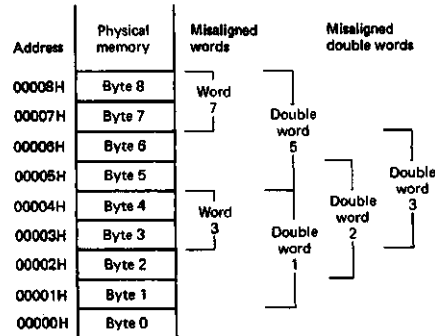 Address
Physical
memory
Misaligned
words
Misaligned
double words
00008H
Byte 8
00007H
Byte 7
00006H
Byte 6
00005H
Byte 5
00004H
Byte 4
00003H
Byte 3
00002H
Byte 2
00001H
Byte 1
00000H
Byte 0
Word
7
Word
3
Double
word
5
Double
word
1
Double
word
2
Double
word
3